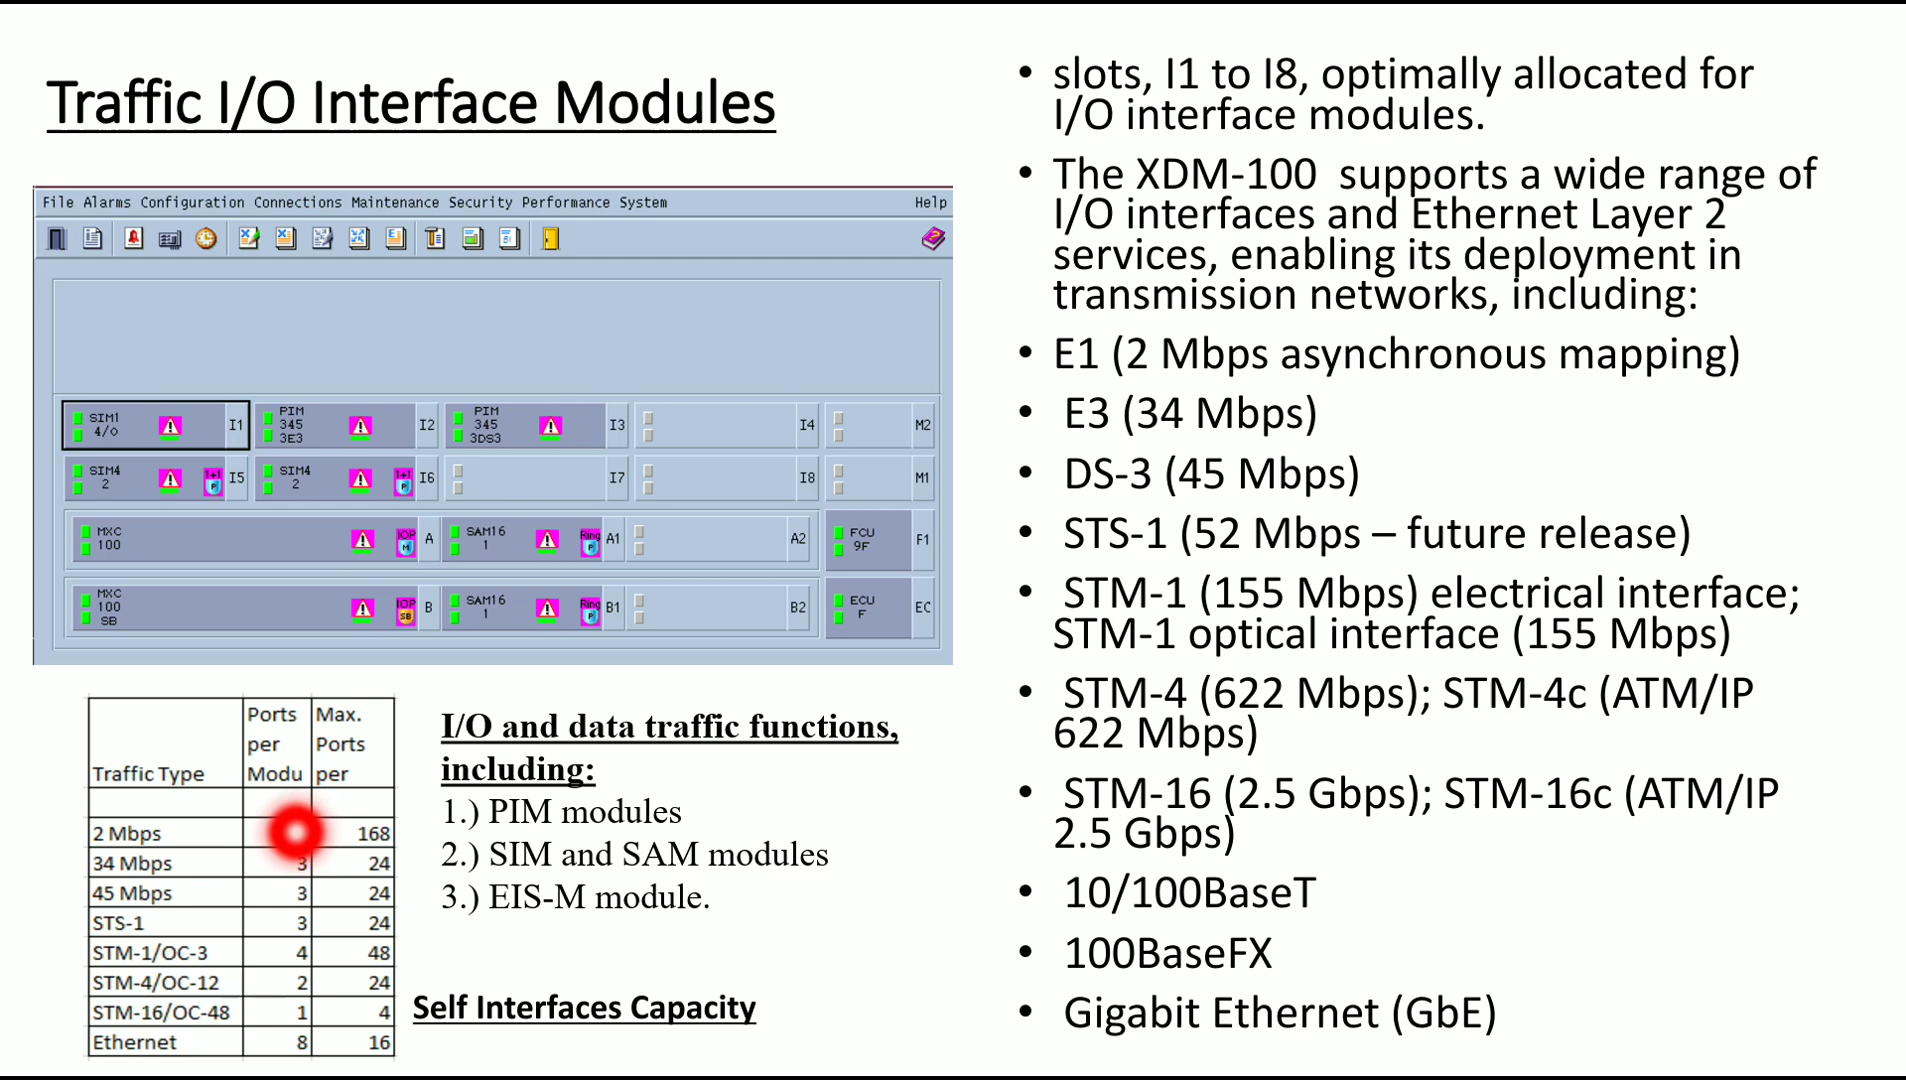 Traffic I/O Interface Modules
File Alarms Configuration Connections Maintenance Security Performance System Help
SIM1
4/o
I1
PIM
345
3E3
I2
PIM
345
3DS3
I3
I4
M2
SIM4
2
1+1
P
I5
SIM4
2
1+1
P
I6
I7
I8
M1
MXC
100
IOP
M
A
SAM16
1
Ring
P
A1
A2
FCU
9F
F1
MXC
100
SB
IOP
SB
B
SAM16
1
Ring
P
B1
B2
ECU
F
EC
Traffic Type
Ports
per
Modu
Max.
Ports
per
2 Mbps 168
34 Mbps 3 24
45 Mbps 3 24
STS-1 3 24
STM-1/OC-3 4 48
STM-4/OC-12 2 24
STM-16/OC-48 1 4
Ethernet 8 16
I/O and data traffic functions,
including:
1.) PIM modules
2.) SIM and SAM modules
3.) EIS-M module.
Self Interfaces Capacity
• slots, I1 to I8, optimally allocated for
I/O interface modules.
• The XDM-100 supports a wide range of
I/O interfaces and Ethernet Layer 2
services, enabling its deployment in
transmission networks, including:
• E1 (2 Mbps asynchronous mapping)
• E3 (34 Mbps)
• DS-3 (45 Mbps)
• STS-1 (52 Mbps – future release)
• STM-1 (155 Mbps) electrical interface;
STM-1 optical interface (155 Mbps)
• STM-4 (622 Mbps); STM-4c (ATM/IP
622 Mbps)
• STM-16 (2.5 Gbps); STM-16c (ATM/IP
2.5 Gbps)
• 10/100BaseT
• 100BaseFX
• Gigabit Ethernet (GbE)